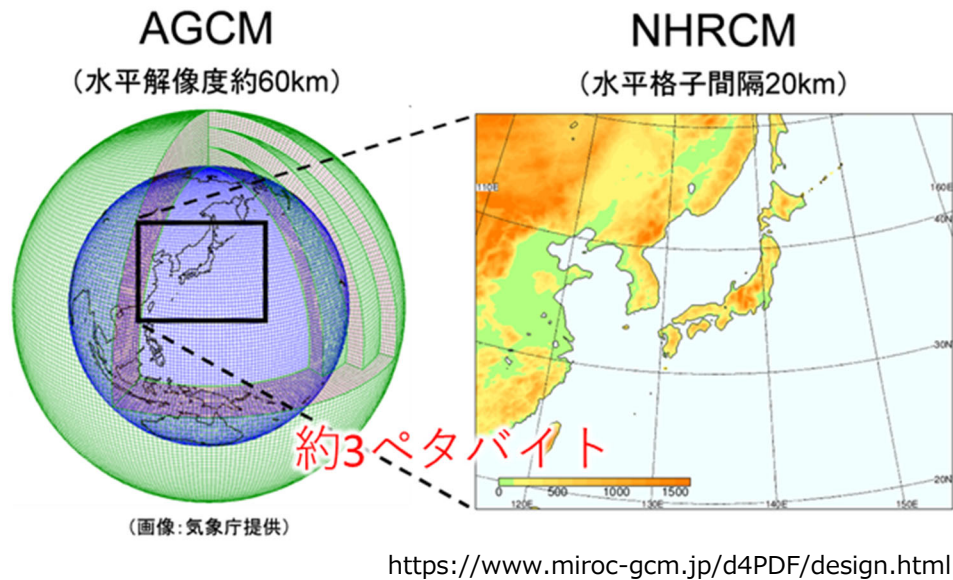 AGCM
（水平解像度約60km）
NHRCM
（水平格子間隔20km）
110E
160E
40N
30N
20N
約3ペタバイト
0 500 1000 1500
120E 130E 140E 150E
（画像：気象庁提供）
https://www.miroc-gcm.jp/d4PDF/design.html